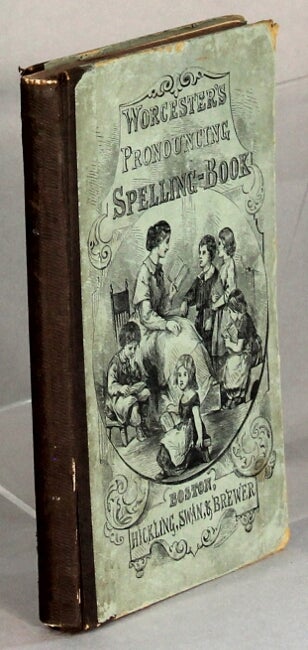 WORCESTER'S
PRONOUNCING
SPELLING-BOOK
BOSTON,
HICKLING, SWAN, & BREWER